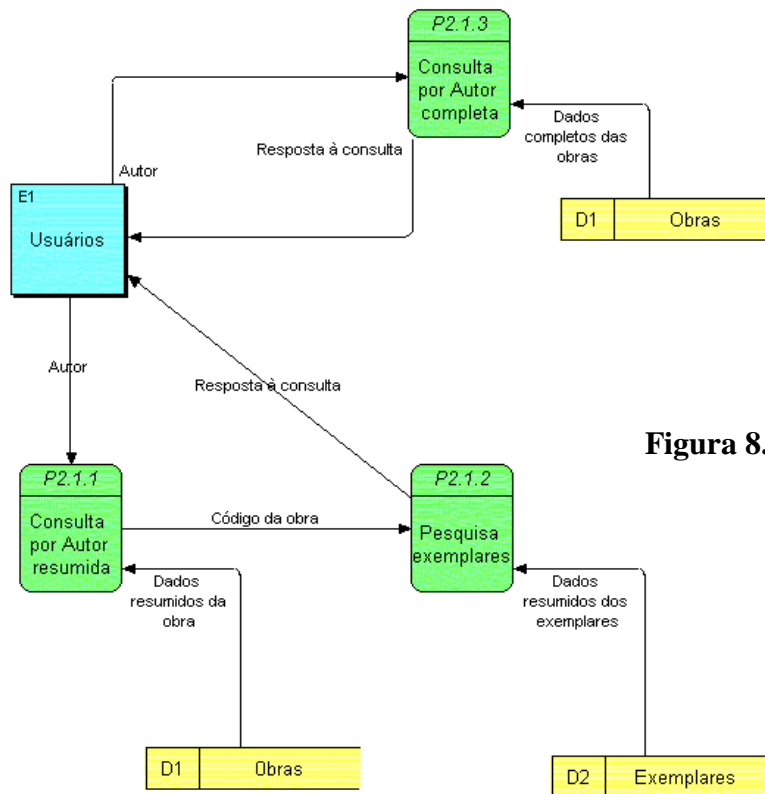 P2.1.3
Consulta
por Autor
completa
Dados
completos das
obras
Resposta à consulta
Autor
E1
Usuários
D1 Obras
Autor
Resposta à consulta
Figura 8.
P2.1.1
Consulta
por Autor
resumida
Código da obra
P2.1.2
Pesquisa
exemplares
Dados
resumidos da
obra
Dados
resumidos dos
exemplares
D1 Obras
D2 Exemplares